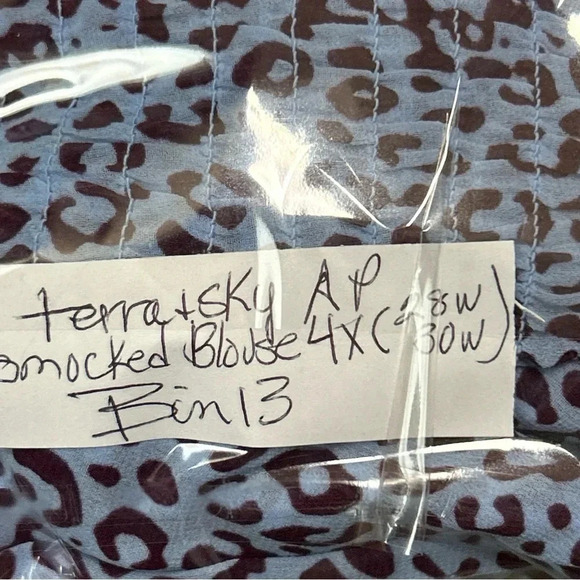 terra + sky AP
smocked Blouse 4X (28W
30W)
Bin 13